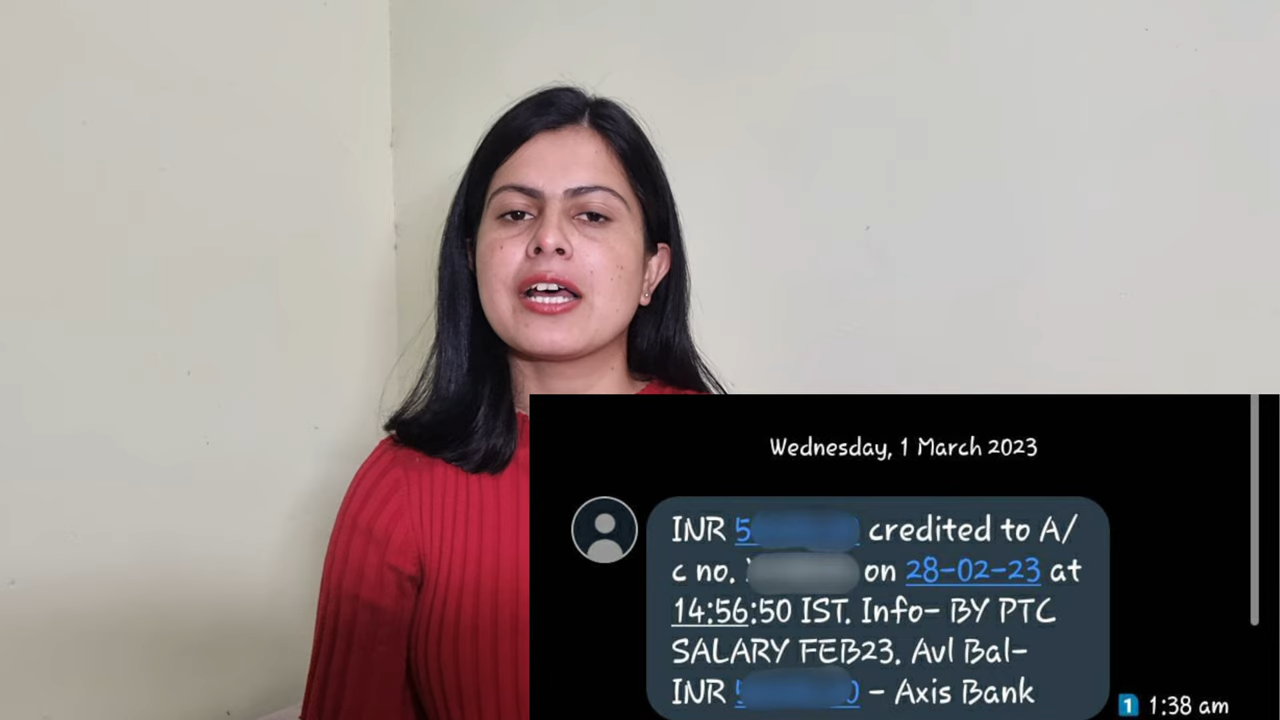 Wednesday, 1 March 2023
INR 5 credited to A/
c no. on 28-02-23 at
14:56:50 IST. Info- BY PTC
SALARY FEB23. Avl Bal-
INR 0 - Axis Bank
1 1:38 am